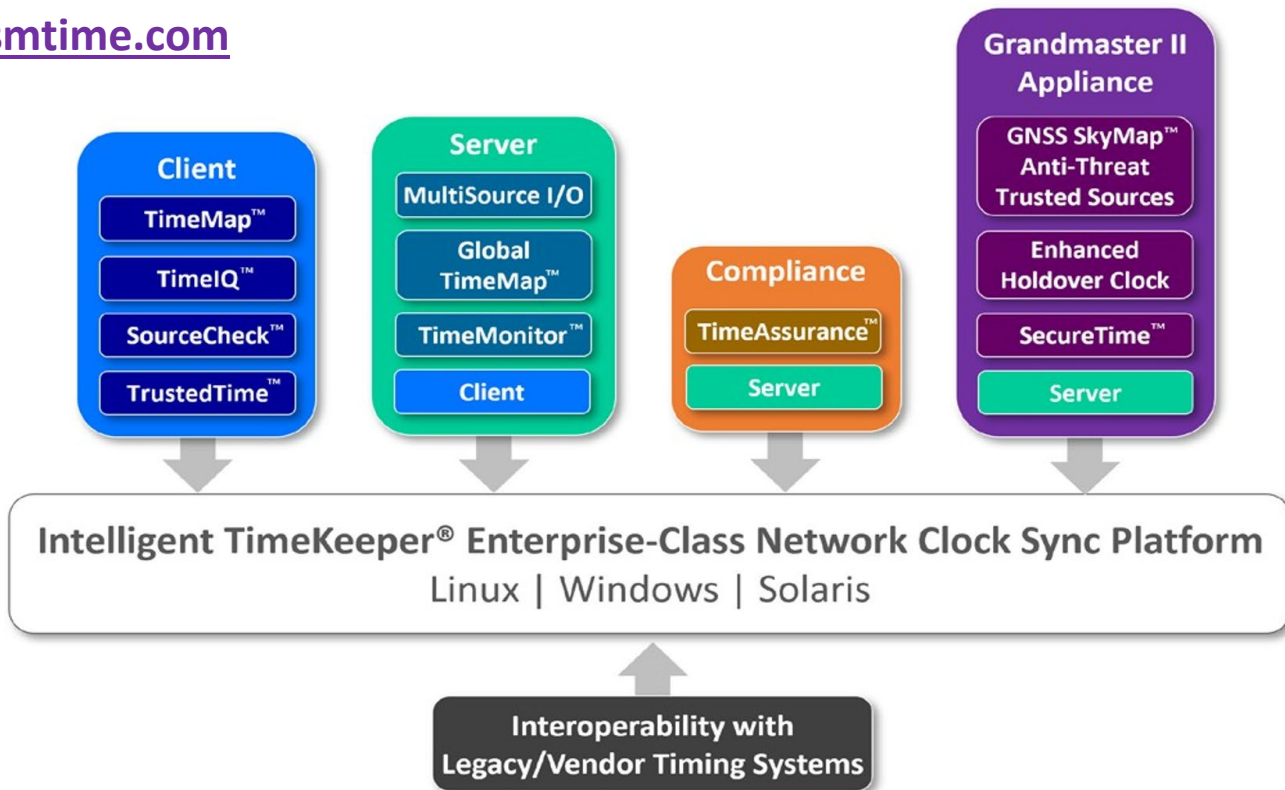 smtime.com
Client
TimeMap™
TimeIQ™
SourceCheck™
TrustedTime™
Server
MultiSource I/O
Global
TimeMap™
TimeMonitor™
Client
Compliance
TimeAssurance™
Server
Grandmaster II
Appliance
GNSS SkyMap™
Anti-Threat
Trusted Sources
Enhanced
Holdover Clock
SecureTime™
Server
Intelligent TimeKeeper® Enterprise-Class Network Clock Sync Platform
Linux | Windows | Solaris
Interoperability with
Legacy/Vendor Timing Systems